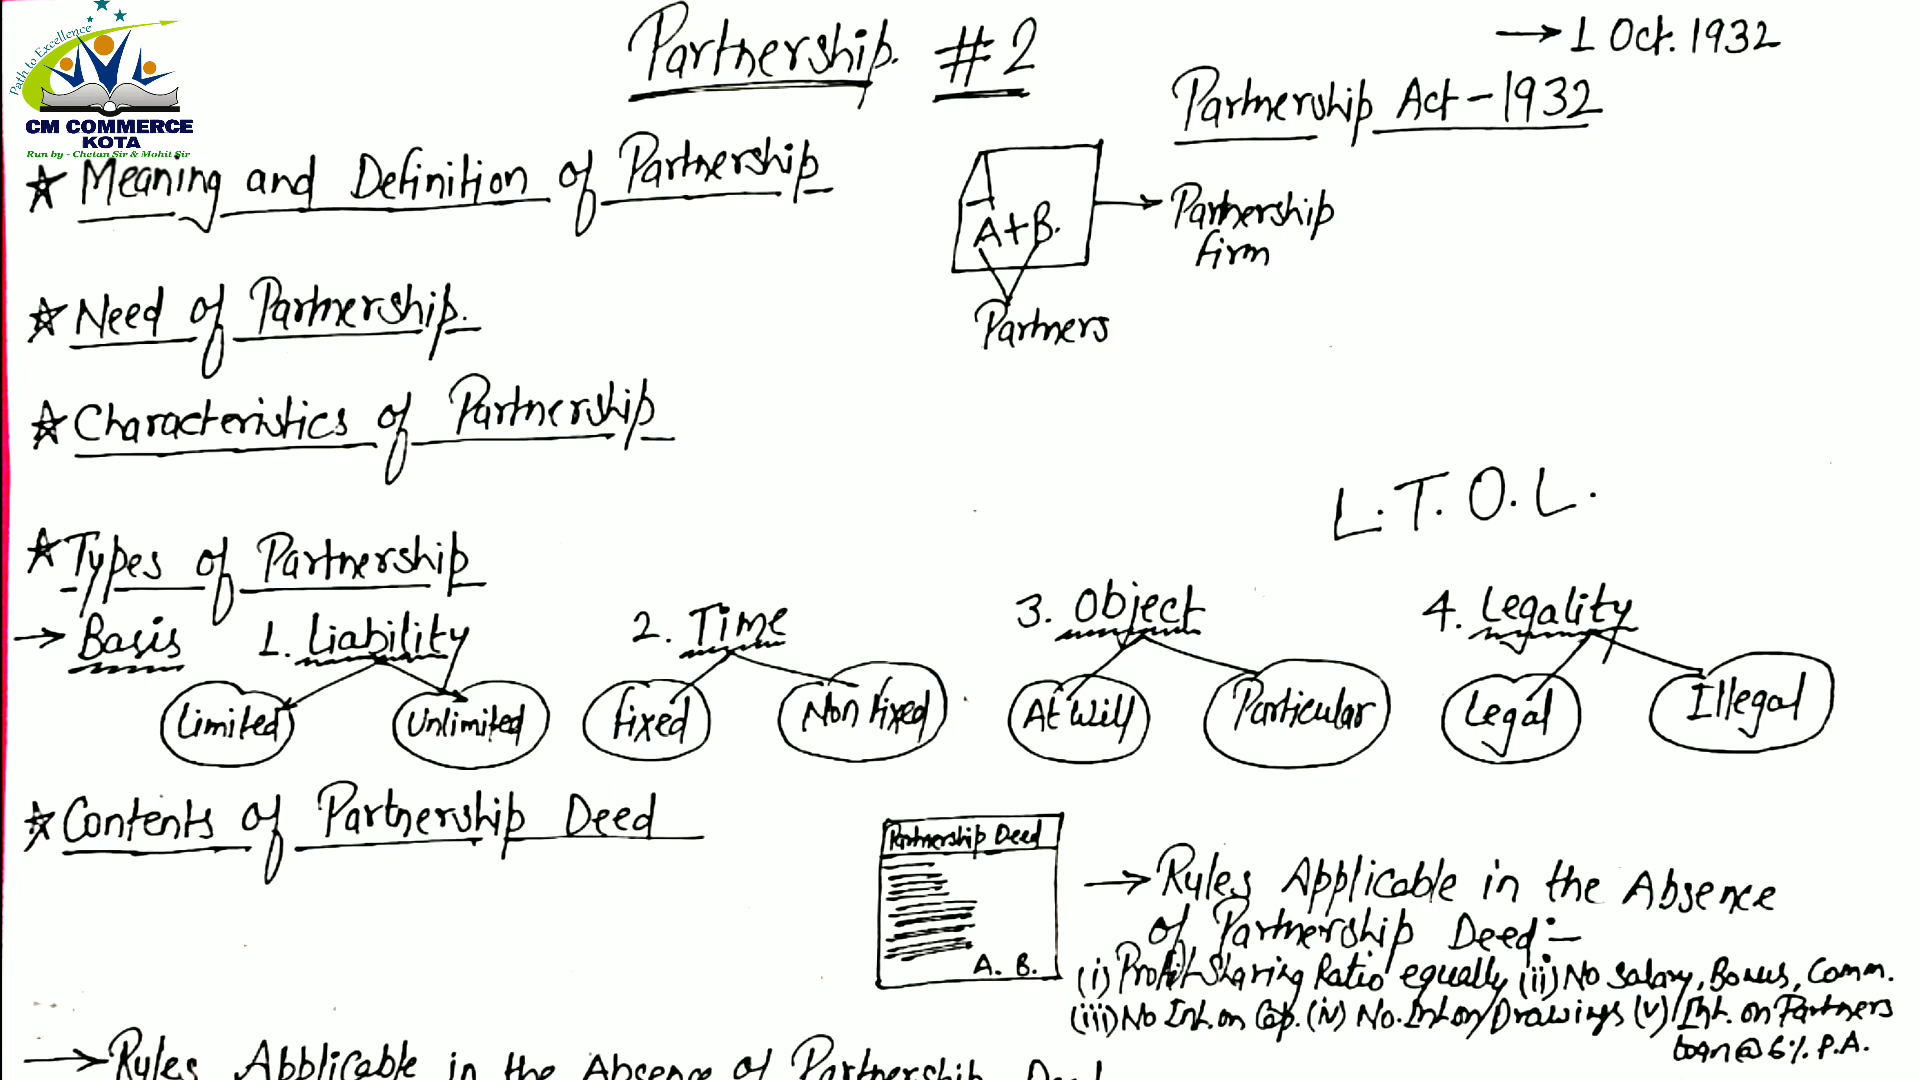 Path to Excellence
CM COMMERCE
KOTA
Run by - Chetan Sir & Mohit Sir
Partnership. #2
→ 1 Oct. 1932
Partnership Act-1932
☆ Meaning and Definition of Partnership
A+B.
→ Partnership
firm
Partners
☆ Need of Partnership.
☆ Characteristics of Partnership
L.T.O.L.
☆ Types of Partnership
→ Basis 1. Liability 2. Time 3. Object 4. Legality
Limited Unlimited fixed Non fixed At Will Particular Legal Illegal
☆ Contents of Partnership Deed
Partnership Deed
A. B.
→ Rules Applicable in the Absence
of Partnership Deed:-
(i) Profit Sharing Ratio equally (ii) No Salary, Bonus, Comm.
(iii) No Int. on Cap. (iv) No. Int on Drawings (v) Int. on Partners
loan @ 6% P.A.
→ Rules Applicable in the Absence of Partnership Deed